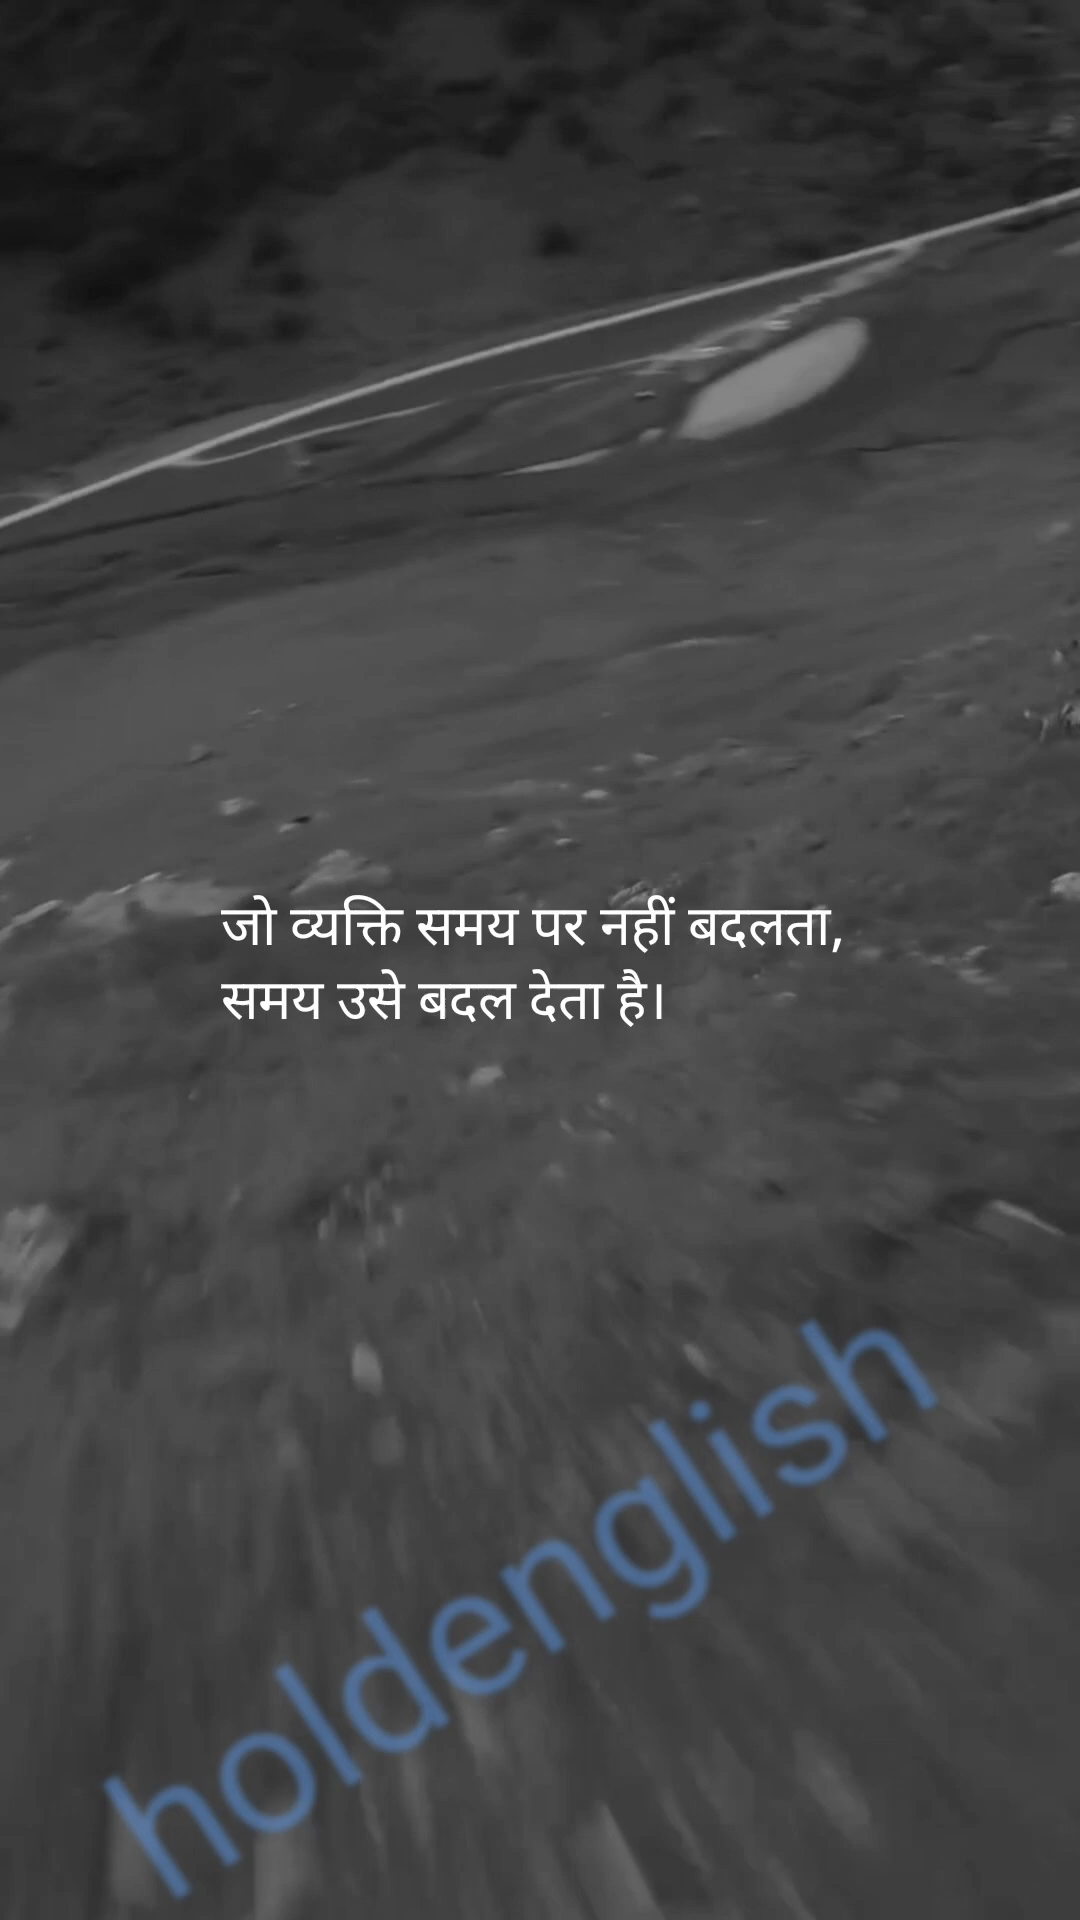 जो व्यक्ति समय पर नहीं बदलता,
समय उसे बदल देता है।
holdenglish